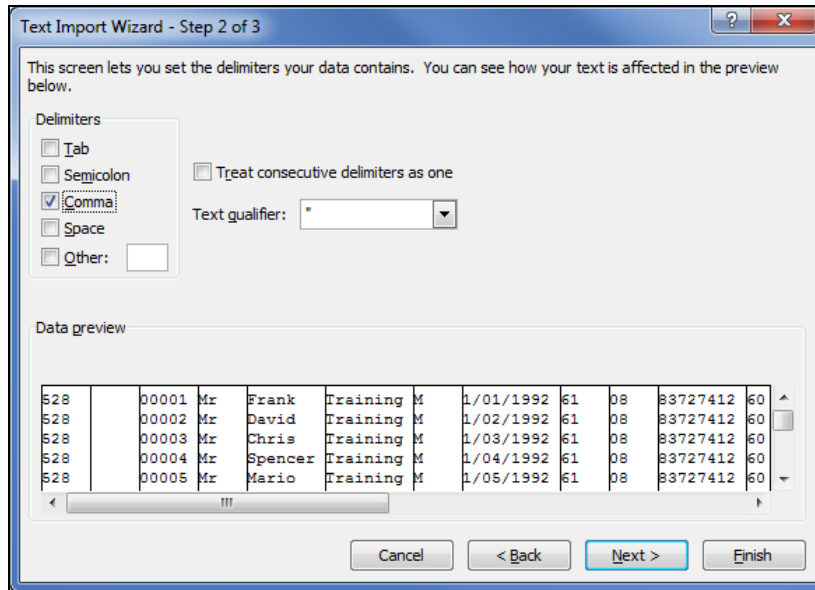 Text Import Wizard - Step 2 of 3
This screen lets you set the delimiters your data contains.  You can see how your text is affected in the preview
below.
Delimiters
Tab
Semicolon
Comma
Space
Other:
Treat consecutive delimiters as one
Text qualifier: "
Data preview
528 00001 Mr Frank Training M 1/01/1992 61 08 83727412 60
528 00002 Mr David Training M 1/02/1992 61 08 83727412 60
528 00003 Mr Chris Training M 1/03/1992 61 08 83727412 60
528 00004 Mr Spencer Training M 1/04/1992 61 08 83727412 60
528 00005 Mr Mario Training M 1/05/1992 61 08 83727412 60
Cancel < Back Next > Finish